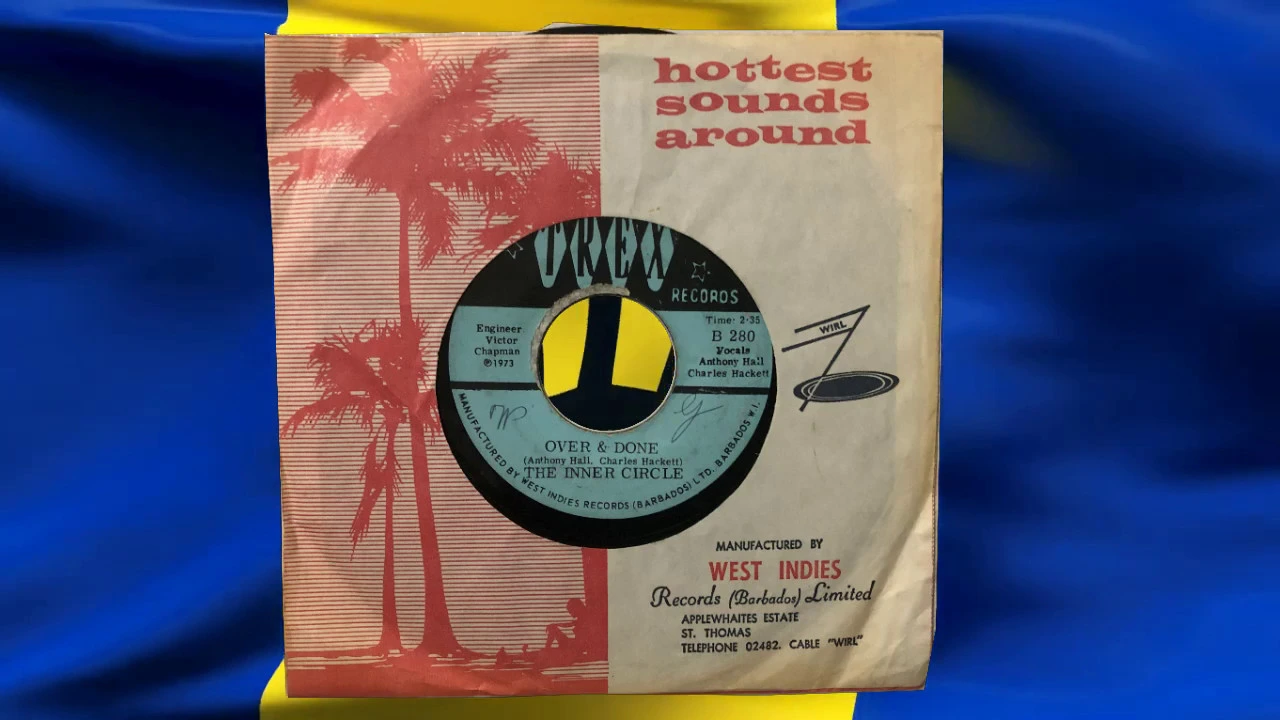 hottest
sounds
around
TREX
RECORDS
Engineer
Victor
Chapman
℗1973
Time: 2·35
B 280
Vocals
Anthony Hall
Charles Hackett
OVER & DONE
(Anthony Hall, Charles Hackett)
THE INNER CIRCLE
MANUFACTURED BY WEST INDIES RECORDS (BARBADOS) LTD. BARBADOS W.I.
WIRL
MANUFACTURED BY
WEST INDIES
Records (Barbados) Limited
APPLEWHAITES ESTATE
ST. THOMAS
TELEPHONE 02482. CABLE "WIRL"